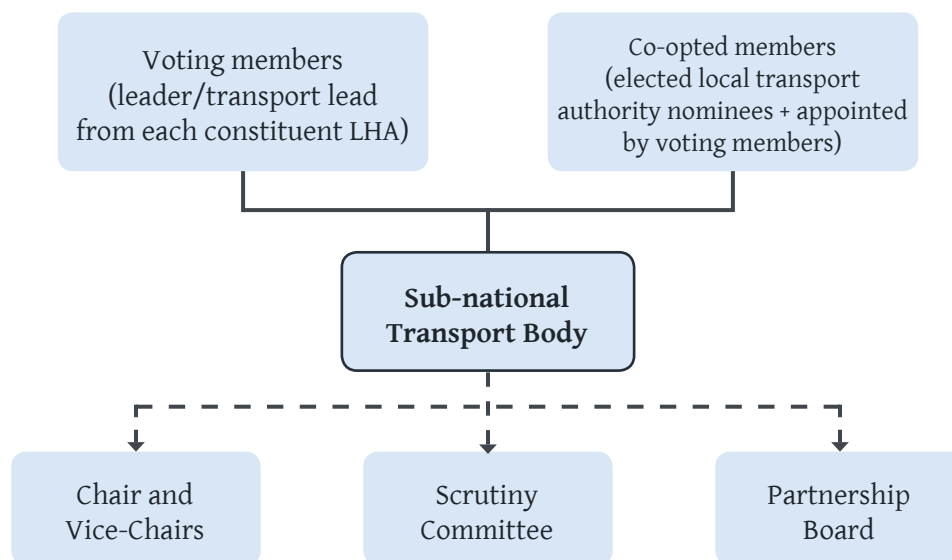 Voting members
(leader/transport lead
from each constituent LHA)
Co-opted members
(elected local transport
authority nominees + appointed
by voting members)
Sub-national
Transport Body
Chair and
Vice-Chairs
Scrutiny
Committee
Partnership
Board